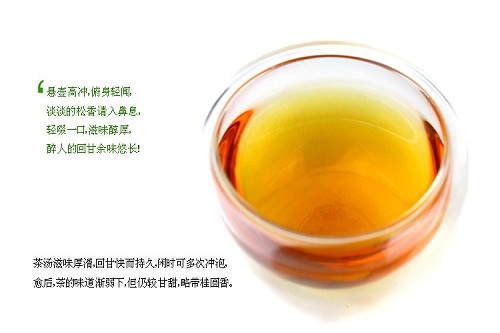 ‘悬壶高冲,俯身轻闻,
淡淡的松香请入鼻息,
轻啜一口,滋味醇厚,
醉人的回甘余味悠长!
茶汤滋味厚滑,回甘快而持久,闲时可多次冲泡,
愈后,茶的味道渐弱下,但仍较甘甜,略带桂圆香。